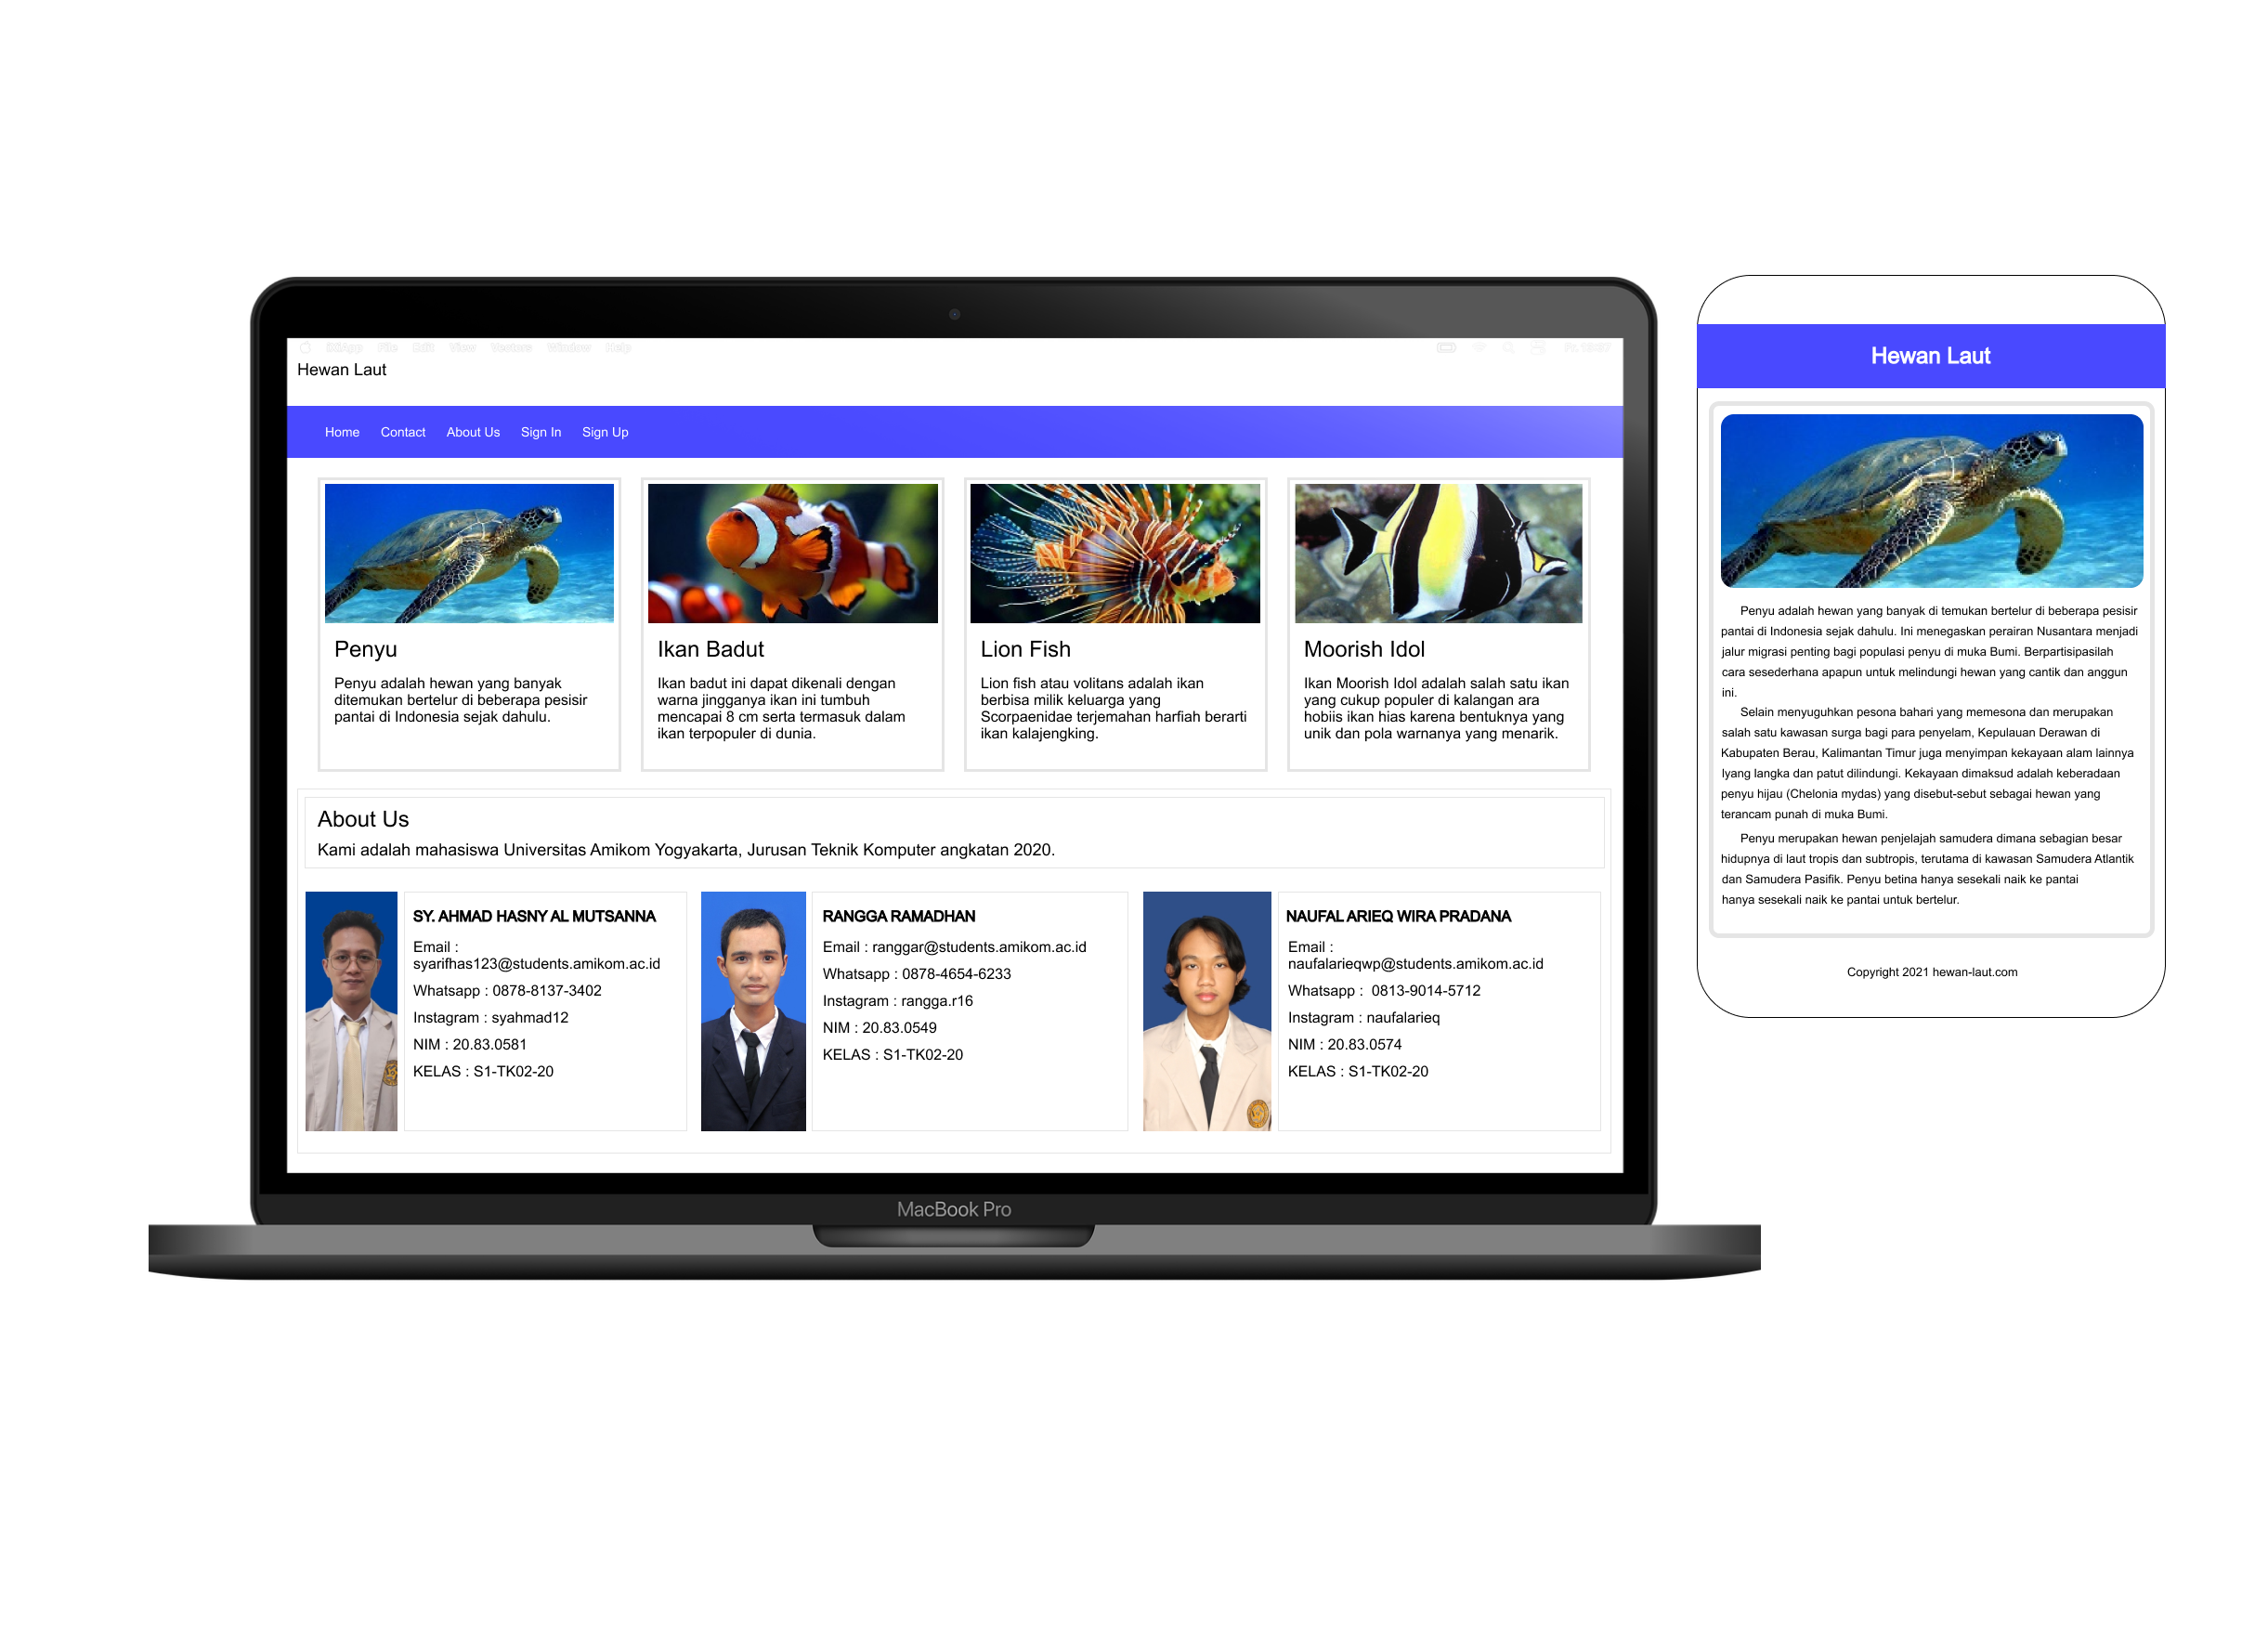 File Edit View Window Help
Hewan Laut
Home Contact About Us Sign In Sign Up
Penyu
Penyu adalah hewan yang banyak
ditemukan bertelur di beberapa pesisir
pantai di Indonesia sejak dahulu.
Ikan Badut
Ikan badut ini dapat dikenali dengan
warna jingganya ikan ini tumbuh
mencapai 8 cm serta termasuk dalam
ikan terpopuler di dunia.
Lion Fish
Lion fish atau volitans adalah ikan
berbisa milik keluarga yang
Scorpaenidae terjemahan harfiah berarti
ikan kalajengking.
Moorish Idol
Ikan Moorish Idol adalah salah satu ikan
yang cukup populer di kalangan ara
hobiis ikan hias karena bentuknya yang
unik dan pola warnanya yang menarik.
About Us
Kami adalah mahasiswa Universitas Amikom Yogyakarta, Jurusan Teknik Komputer angkatan 2020.
SY. AHMAD HASNY AL MUTSANNA
Email :
syarifhas123@students.amikom.ac.id
Whatsapp : 0878-8137-3402
Instagram : syahmad12
NIM : 20.83.0581
KELAS : S1-TK02-20
RANGGA RAMADHAN
Email : ranggar@students.amikom.ac.id
Whatsapp : 0878-4654-6233
Instagram : rangga.r16
NIM : 20.83.0549
KELAS : S1-TK02-20
NAUFAL ARIEQ WIRA PRADANA
Email :
naufalarieqwp@students.amikom.ac.id
Whatsapp : 0813-9014-5712
Instagram : naufalarieq
NIM : 20.83.0574
KELAS : S1-TK02-20
MacBook Pro
Hewan Laut
Penyu adalah hewan yang banyak di temukan bertelur di beberapa pesisir
pantai di Indonesia sejak dahulu. Ini menegaskan perairan Nusantara menjadi
jalur migrasi penting bagi populasi penyu di muka Bumi. Berpartisipasilah
cara sesederhana apapun untuk melindungi hewan yang cantik dan anggun
ini.
Selain menyuguhkan pesona bahari yang memesona dan merupakan
salah satu kawasan surga bagi para penyelam, Kepulauan Derawan di
Kabupaten Berau, Kalimantan Timur juga menyimpan kekayaan alam lainnya
lyang langka dan patut dilindungi. Kekayaan dimaksud adalah keberadaan
penyu hijau (Chelonia mydas) yang disebut-sebut sebagai hewan yang
terancam punah di muka Bumi.
Penyu merupakan hewan penjelajah samudera dimana sebagian besar
hidupnya di laut tropis dan subtropis, terutama di kawasan Samudera Atlantik
dan Samudera Pasifik. Penyu betina hanya sesekali naik ke pantai
hanya sesekali naik ke pantai untuk bertelur.
Copyright 2021 hewan-laut.com